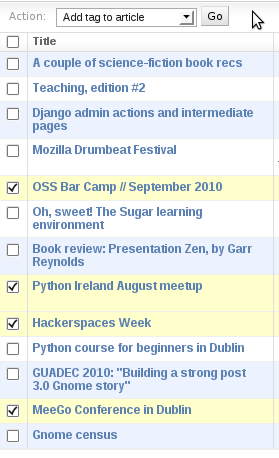 Action: Add tag to article Go
Title
A couple of science-fiction book recs
Teaching, edition #2
Django admin actions and intermediate
pages
Mozilla Drumbeat Festival
OSS Bar Camp // September 2010
Oh, sweet! The Sugar learning
environment
Book review: Presentation Zen, by Garr
Reynolds
Python Ireland August meetup
Hackerspaces Week
Python course for beginners in Dublin
GUADEC 2010: "Building a strong post
3.0 Gnome story"
MeeGo Conference in Dublin
Gnome census